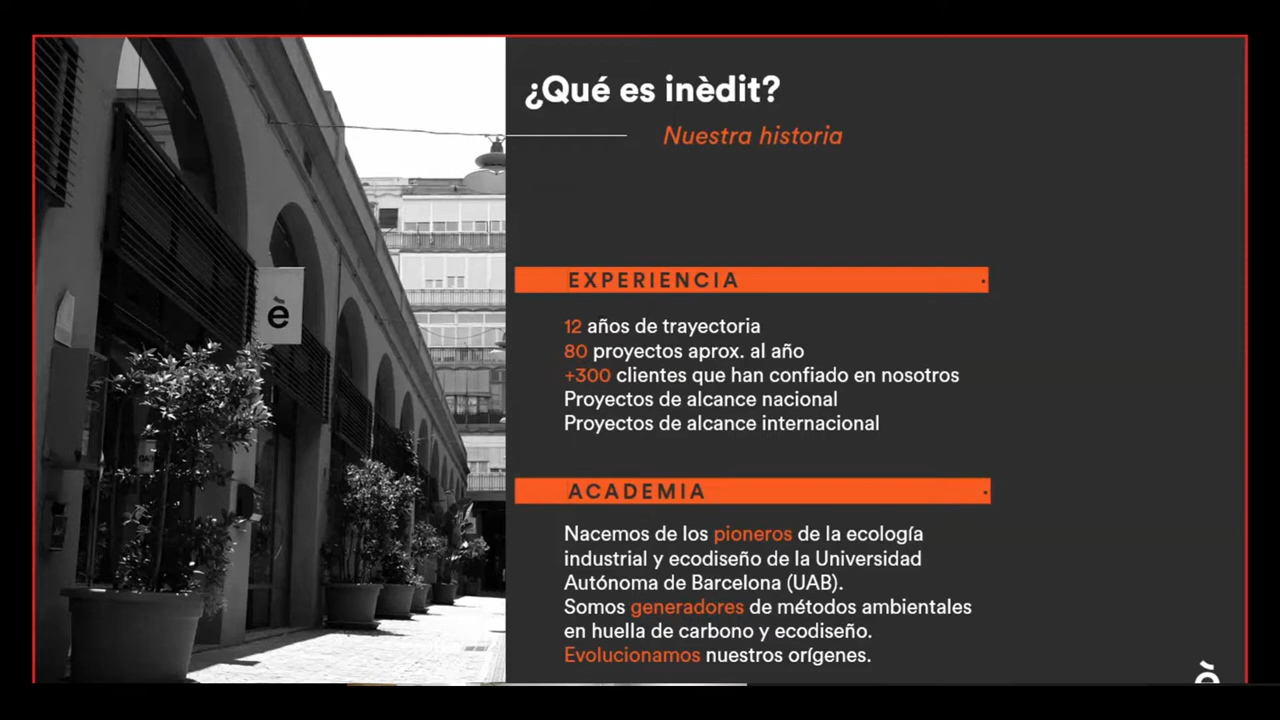 ¿Qué es inèdit?
Nuestra historia
è
EXPERIENCIA
12 años de trayectoria
80 proyectos aprox. al año
+300 clientes que han confiado en nosotros
Proyectos de alcance nacional
Proyectos de alcance internacional
ACADEMIA
Nacemos de los pioneros de la ecología
industrial y ecodiseño de la Universidad
Autónoma de Barcelona (UAB).
Somos generadores de métodos ambientales
en huella de carbono y ecodiseño.
Evolucionamos nuestros orígenes.
è